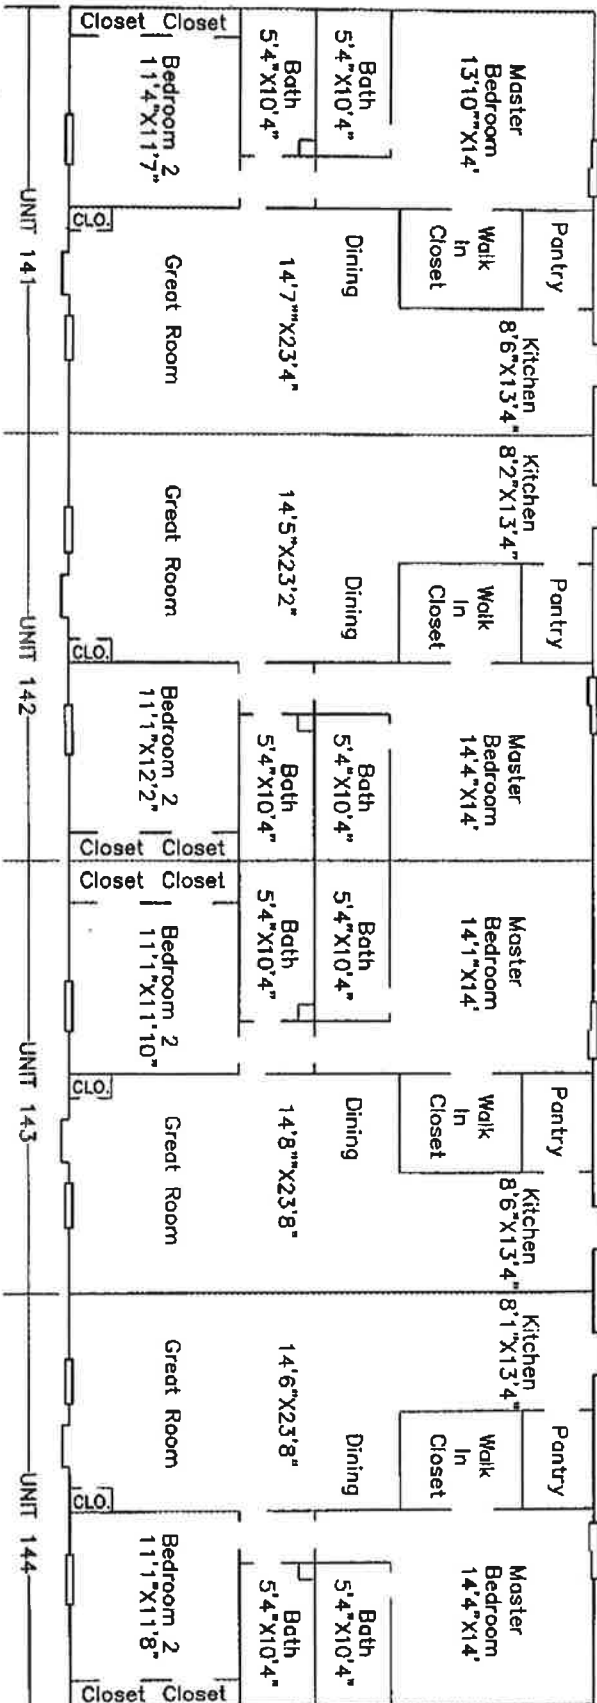 Closet Closet
Bedroom 2
11'4"X11'7"
Bath
5'4"X10'4"
Bath
5'4"X10'4"
Master
Bedroom
13'10""X14'
CLO.
Great Room
14'7""X23'4"
Dining
Walk
In
Closet
Pantry
Kitchen
8'6"X13'4"
UNIT 141
Kitchen
8'2"X13'4"
Great Room
14'5"X23'2"
Dining
Walk
In
Closet
Pantry
CLO.
Bedroom 2
11'1"X12'2"
Bath
5'4"X10'4"
Bath
5'4"X10'4"
Master
Bedroom
14'4"X14'
Closet Closet
UNIT 142
Closet Closet
Bedroom 2
11'1"X11'10"
Bath
5'4"X10'4"
Bath
5'4"X10'4"
Master
Bedroom
14'1"X14'
CLO.
Great Room
14'8""X23'8"
Dining
Walk
In
Closet
Pantry
Kitchen
8'6"X13'4"
UNIT 143
Kitchen
8'1"X13'4"
Great Room
14'6"X23'8"
Dining
Walk
In
Closet
Pantry
CLO.
Bedroom 2
11'1"X11'8"
Bath
5'4"X10'4"
Bath
5'4"X10'4"
Master
Bedroom
14'4"X14'
Closet Closet
UNIT 144